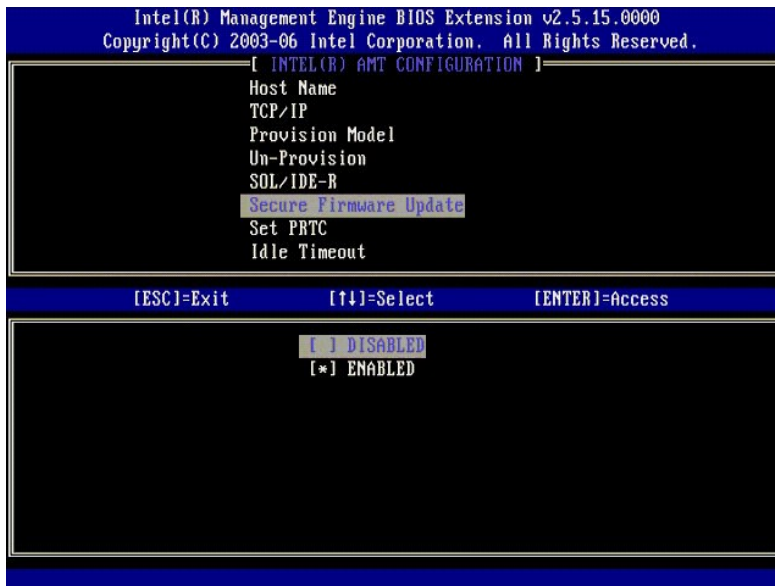 Intel(R) Management Engine BIOS Extension v2.5.15.0000
Copyright(C) 2003-06 Intel Corporation. All Rights Reserved.
[ INTEL(R) AMT CONFIGURATION ]
Host Name
TCP/IP
Provision Model
Un-Provision
SOL/IDE-R
Secure Firmware Update
Set PRTC
Idle Timeout
[ESC]=Exit [↑↓]=Select [ENTER]=Access
[ ] DISABLED
[*] ENABLED